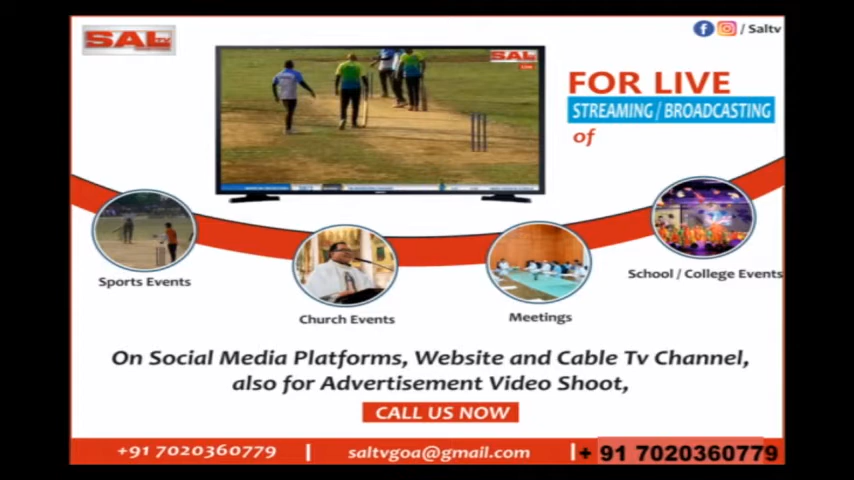 SAL
/ Saltv
SAL
FOR LIVE
STREAMING / BROADCASTING
of
Sports Events
Church Events
Meetings
School / College Events
On Social Media Platforms, Website and Cable Tv Channel,
also for Advertisement Video Shoot,
CALL US NOW
+91 7020360779 | saltvgoa@gmail.com | + 91 7020360779